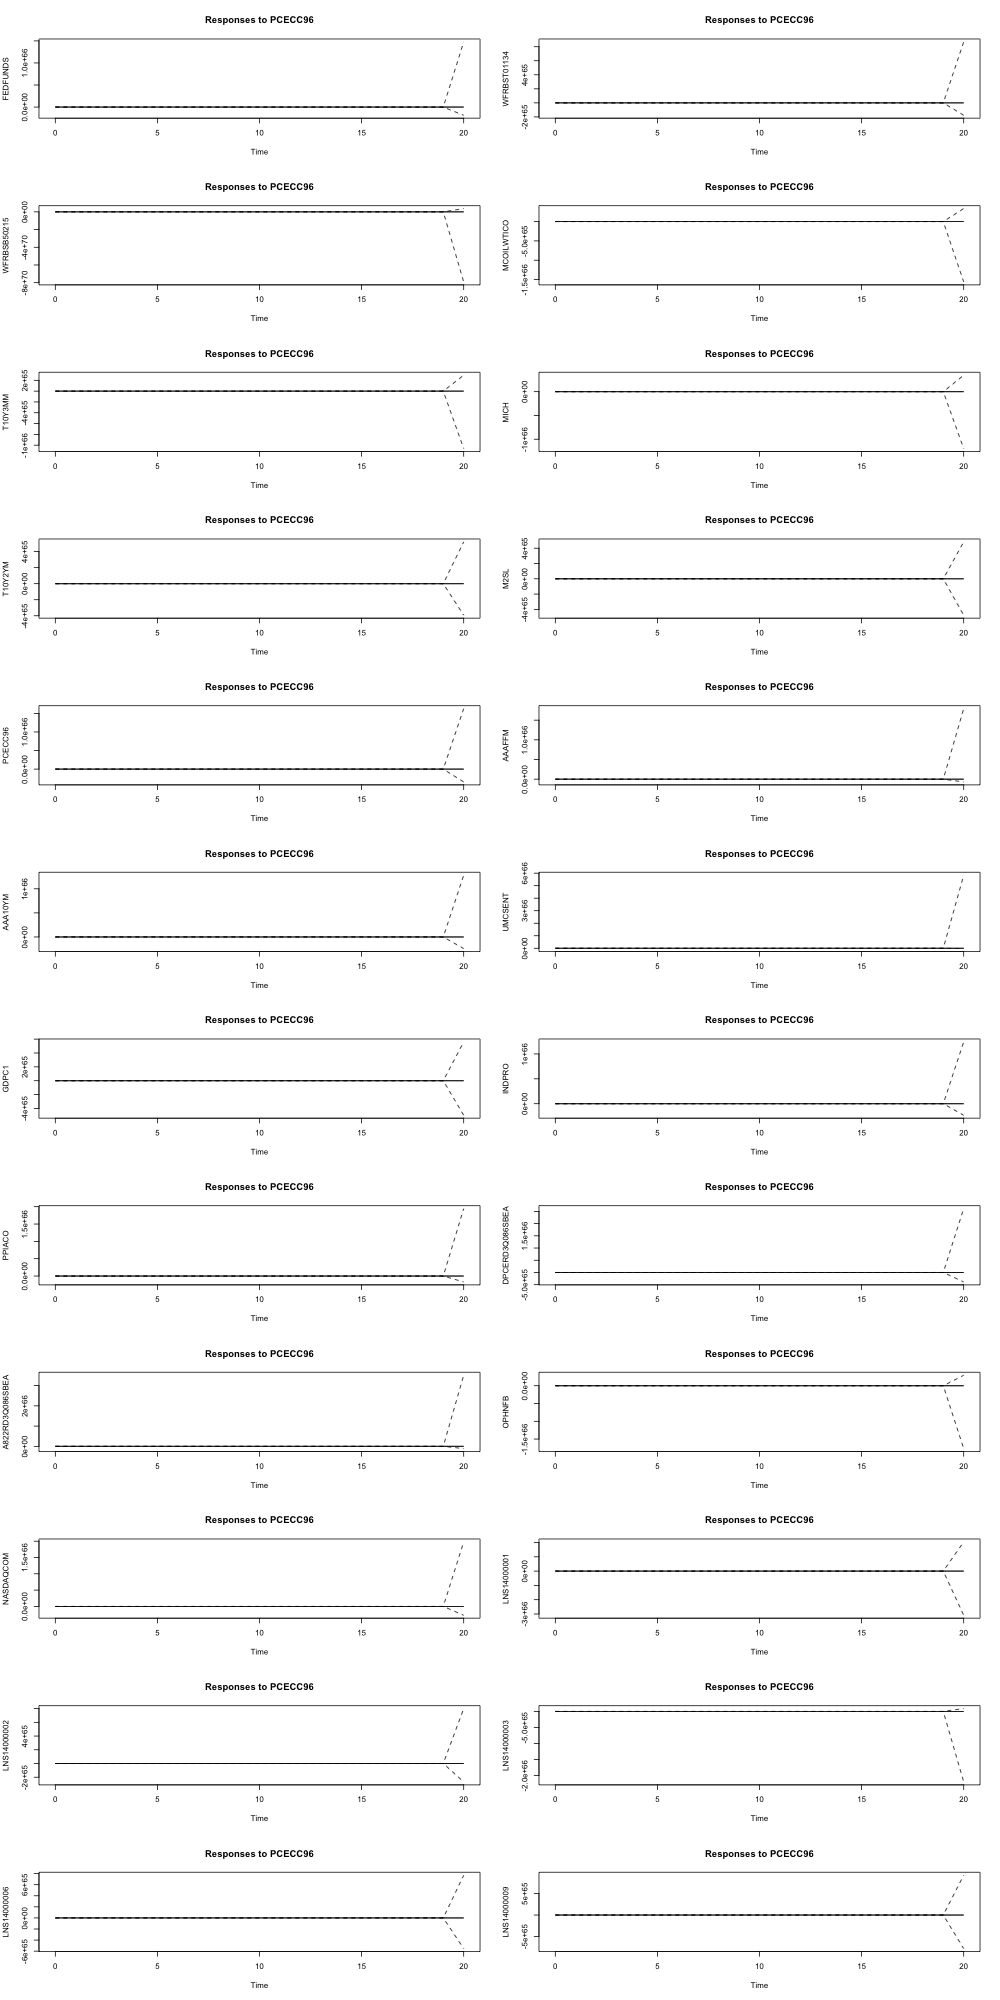 Responses to PCECC96
FEDFUNDS
0.0e+00 1.0e+66
0 5 10 15 20
Time
Responses to PCECC96
WFRBST01134
-2e+65 4e+65
0 5 10 15 20
Time
Responses to PCECC96
WFRBSB50215
-8e+70 -4e+70 0e+00
0 5 10 15 20
Time
Responses to PCECC96
MCOILWTICO
-1.5e+66 -5.0e+65
0 5 10 15 20
Time
Responses to PCECC96
T10Y3MM
-1e+66 -4e+65 2e+65
0 5 10 15 20
Time
Responses to PCECC96
MICH
-1e+66 0e+00
0 5 10 15 20
Time
Responses to PCECC96
T10Y2YM
-4e+65 0e+00 4e+65
0 5 10 15 20
Time
Responses to PCECC96
M2SL
-4e+65 0e+00 4e+65
0 5 10 15 20
Time
Responses to PCECC96
PCECC96
0.0e+00 1.0e+66
0 5 10 15 20
Time
Responses to PCECC96
AAAFFM
0.0e+00 1.0e+66
0 5 10 15 20
Time
Responses to PCECC96
AAA10YM
0e+00 1e+66
0 5 10 15 20
Time
Responses to PCECC96
UMCSENT
0e+00 3e+66 6e+66
0 5 10 15 20
Time
Responses to PCECC96
GDPC1
-4e+65 2e+65
0 5 10 15 20
Time
Responses to PCECC96
INDPRO
0e+00 1e+66
0 5 10 15 20
Time
Responses to PCECC96
PPIACO
0.0e+00 1.5e+66
0 5 10 15 20
Time
Responses to PCECC96
DPCERD3Q086SBEA
-5.0e+65 1.5e+66
0 5 10 15 20
Time
Responses to PCECC96
A822RD3Q086SBEA
0e+00 2e+66
0 5 10 15 20
Time
Responses to PCECC96
OPHNFB
-1.5e+66 0.0e+00
0 5 10 15 20
Time
Responses to PCECC96
NASDAQCOM
0.0e+00 1.5e+66
0 5 10 15 20
Time
Responses to PCECC96
LNS14000001
-3e+66 0e+00
0 5 10 15 20
Time
Responses to PCECC96
LNS14000002
-2e+65 4e+65
0 5 10 15 20
Time
Responses to PCECC96
LNS14000003
-2.0e+66 -5.0e+65
0 5 10 15 20
Time
Responses to PCECC96
LNS14000006
-6e+65 0e+00 6e+65
0 5 10 15 20
Time
Responses to PCECC96
LNS14000009
-5e+65 5e+65
0 5 10 15 20
Time